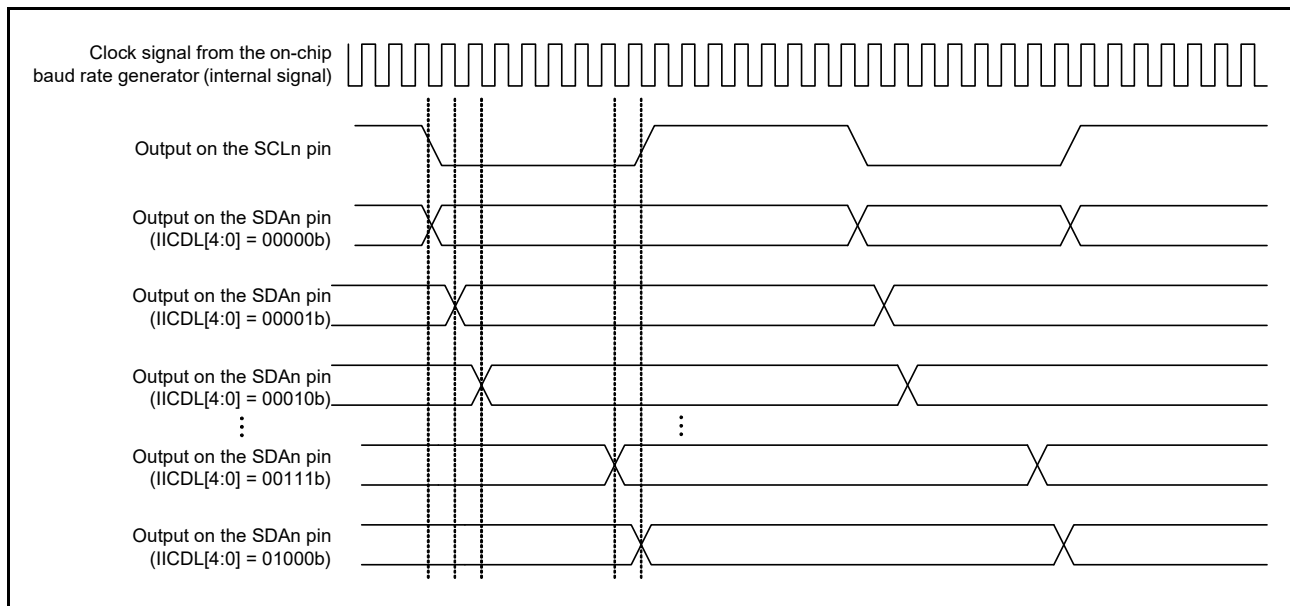 Clock signal from the on-chip
baud rate generator (internal signal)
Output on the SCLn pin
Output on the SDAn pin
(IICDL[4:0] = 00000b)
Output on the SDAn pin
(IICDL[4:0] = 00001b)
Output on the SDAn pin
(IICDL[4:0] = 00010b)
Output on the SDAn pin
(IICDL[4:0] = 00111b)
Output on the SDAn pin
(IICDL[4:0] = 01000b)